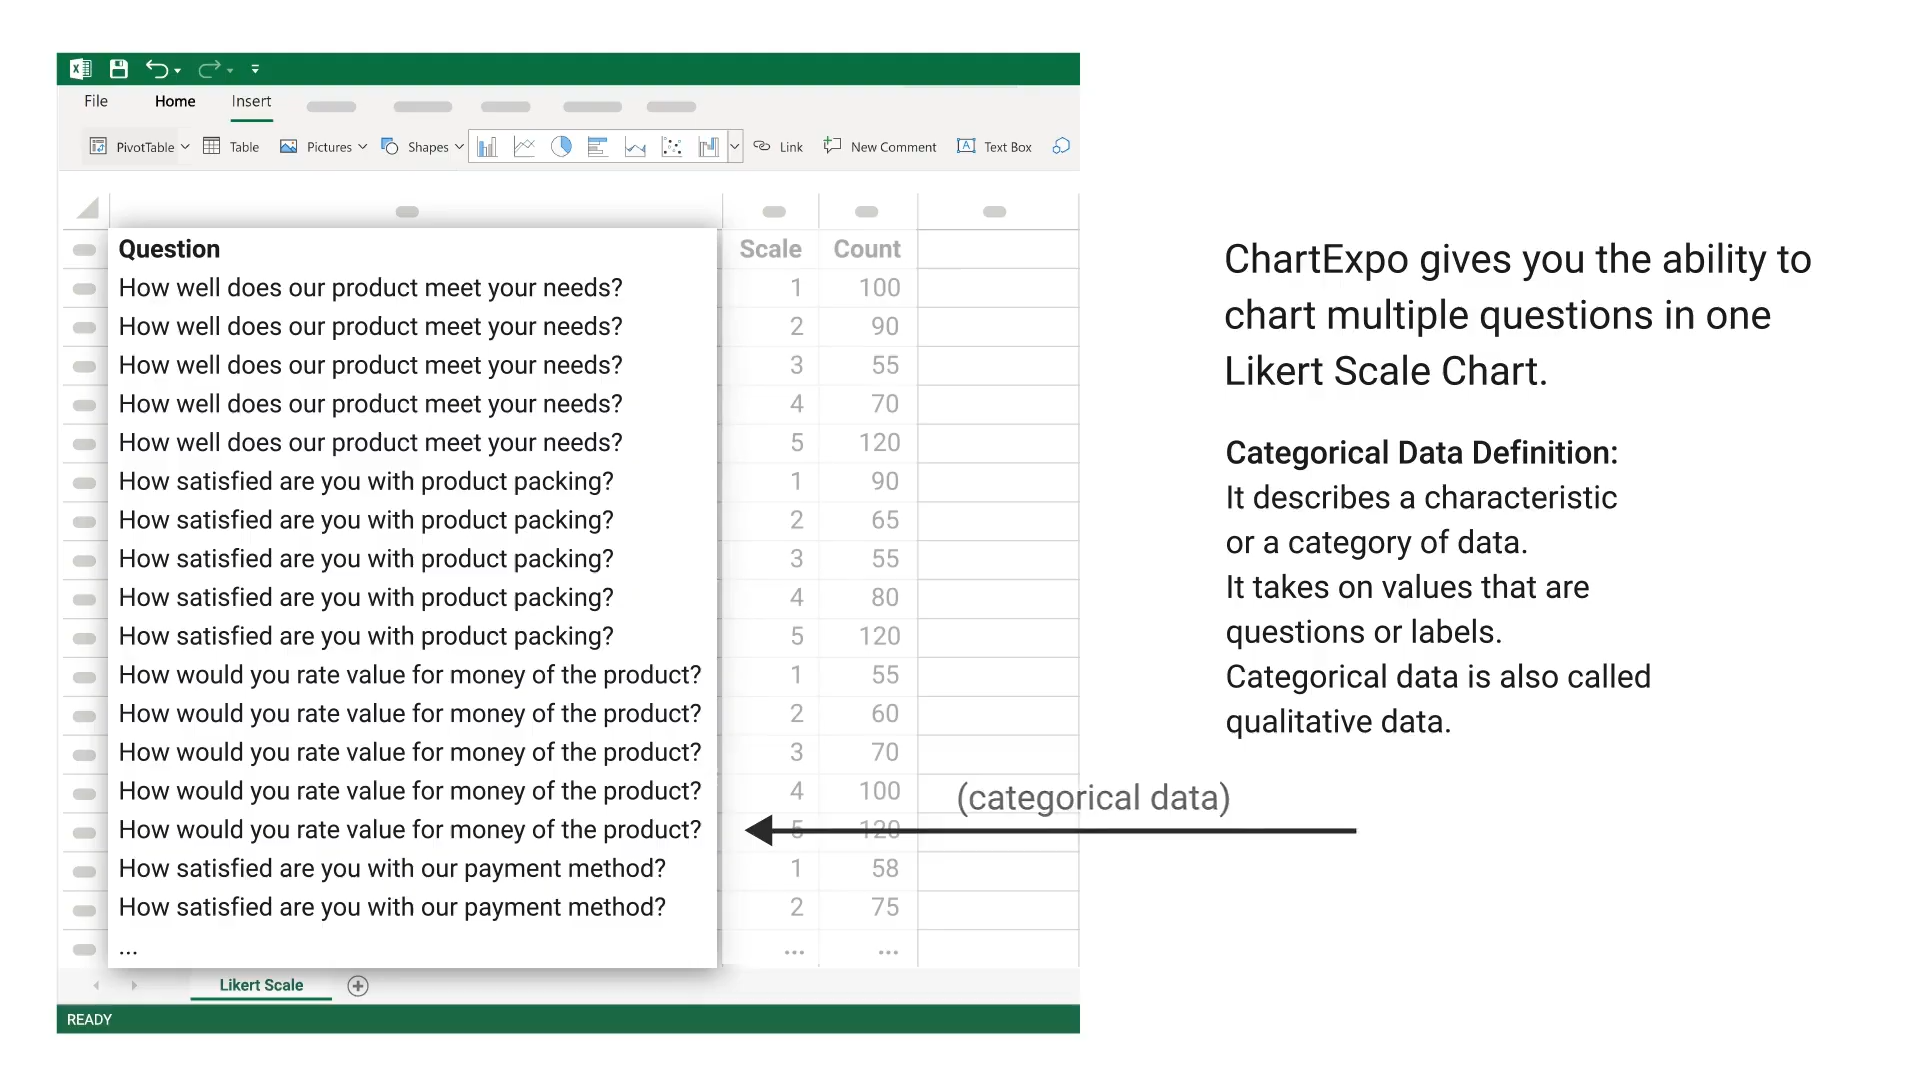 File Home Insert
PivotTable Table Pictures Shapes Link New Comment Text Box
Question Scale Count
How well does our product meet your needs? 1 100
How well does our product meet your needs? 2 90
How well does our product meet your needs? 3 55
How well does our product meet your needs? 4 70
How well does our product meet your needs? 5 120
How satisfied are you with product packing? 1 90
How satisfied are you with product packing? 2 65
How satisfied are you with product packing? 3 55
How satisfied are you with product packing? 4 80
How satisfied are you with product packing? 5 120
How would you rate value for money of the product? 1 55
How would you rate value for money of the product? 2 60
How would you rate value for money of the product? 3 70
How would you rate value for money of the product? 4 100
How would you rate value for money of the product? 5 120
How satisfied are you with our payment method? 1 58
How satisfied are you with our payment method? 2 75
... ... ...
Likert Scale
READY
ChartExpo gives you the ability to
chart multiple questions in one
Likert Scale Chart.
Categorical Data Definition:
It describes a characteristic
or a category of data.
It takes on values that are
questions or labels.
Categorical data is also called
qualitative data.
(categorical data)